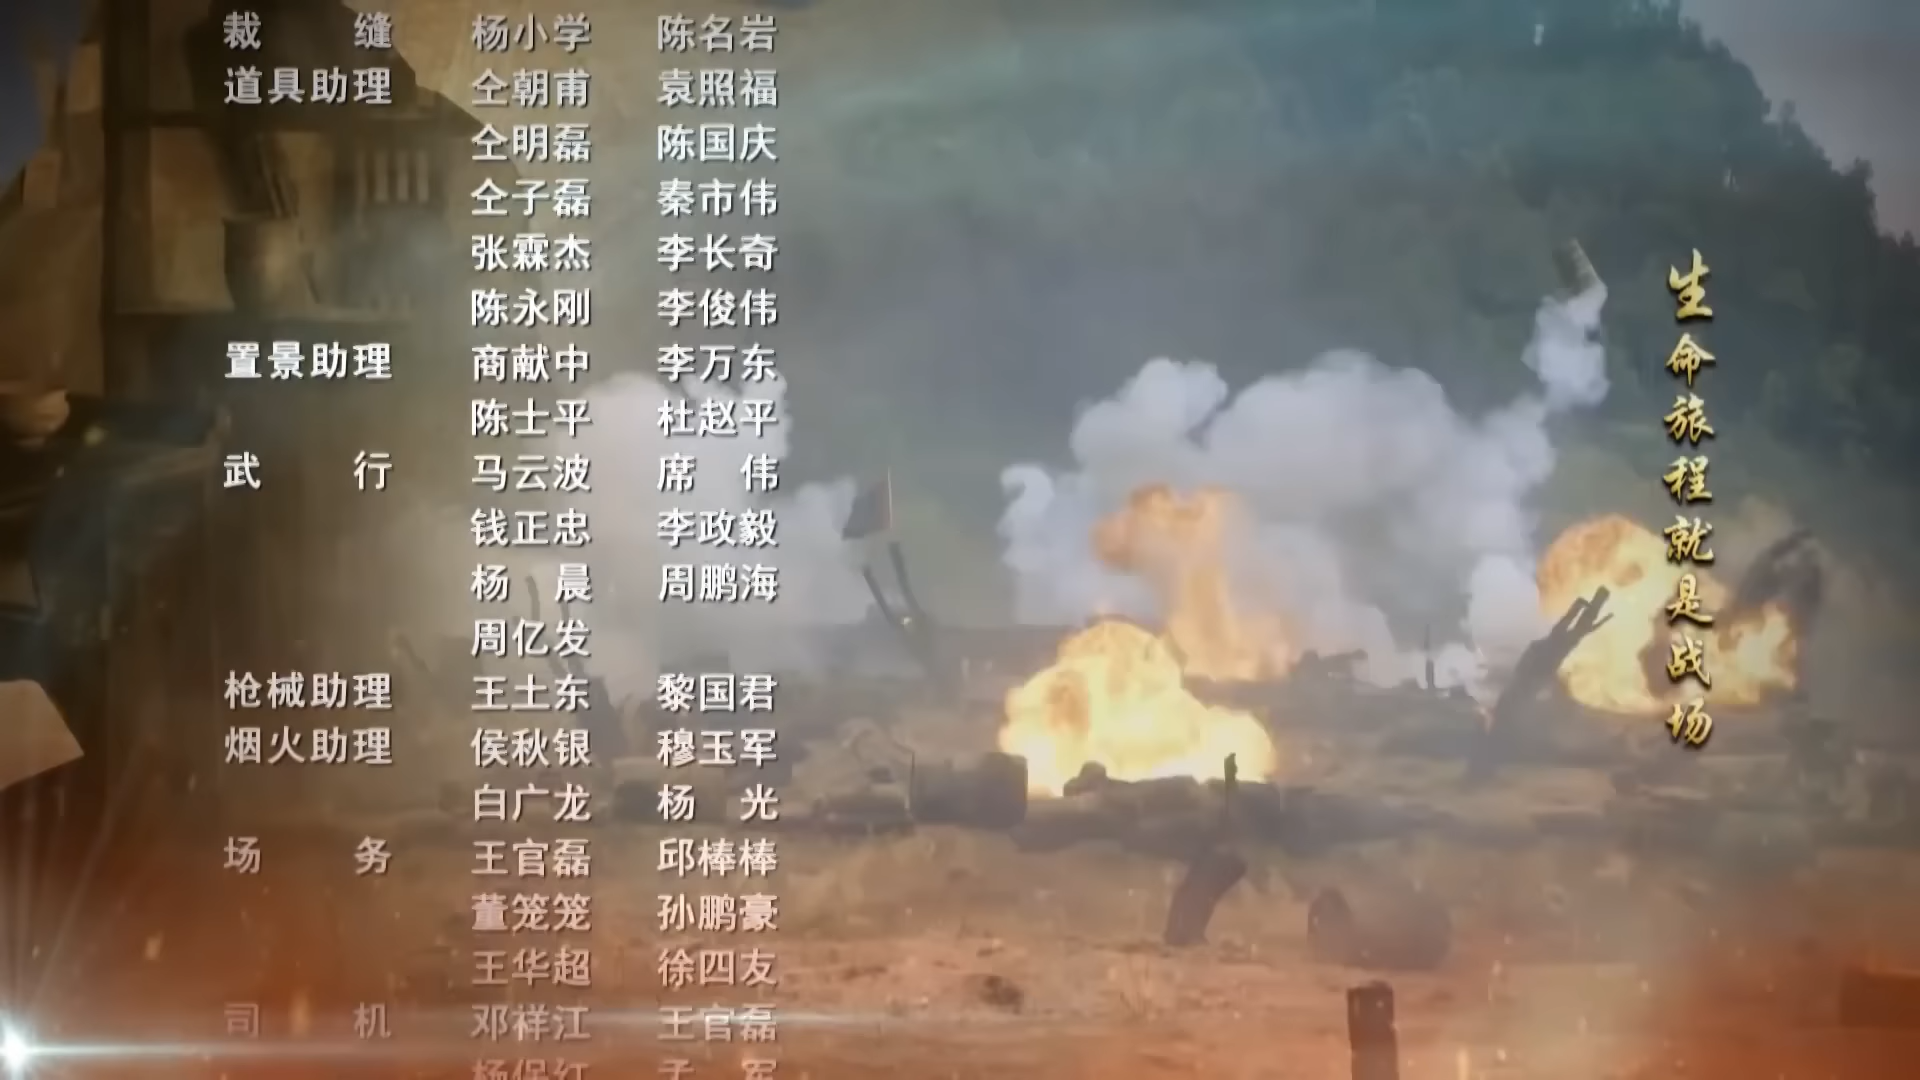 裁缝 杨小学 陈名岩
道具助理 仝朝甫 袁照福
仝明磊 陈国庆
仝子磊 秦市伟
张霖杰 李长奇
陈永刚 李俊伟
置景助理 商献中 李万东
陈士平 杜赵平
武行 马云波 席伟
钱正忠 李政毅
杨晨 周鹏海
周亿发
枪械助理 王土东 黎国君
烟火助理 侯秋银 穆玉军
白广龙 杨光
场务 王官磊 邱棒棒
董笼笼 孙鹏豪
王华超 徐四友
司机 邓祥江 王官磊
杨保红 孟军
生命旅程就是战场